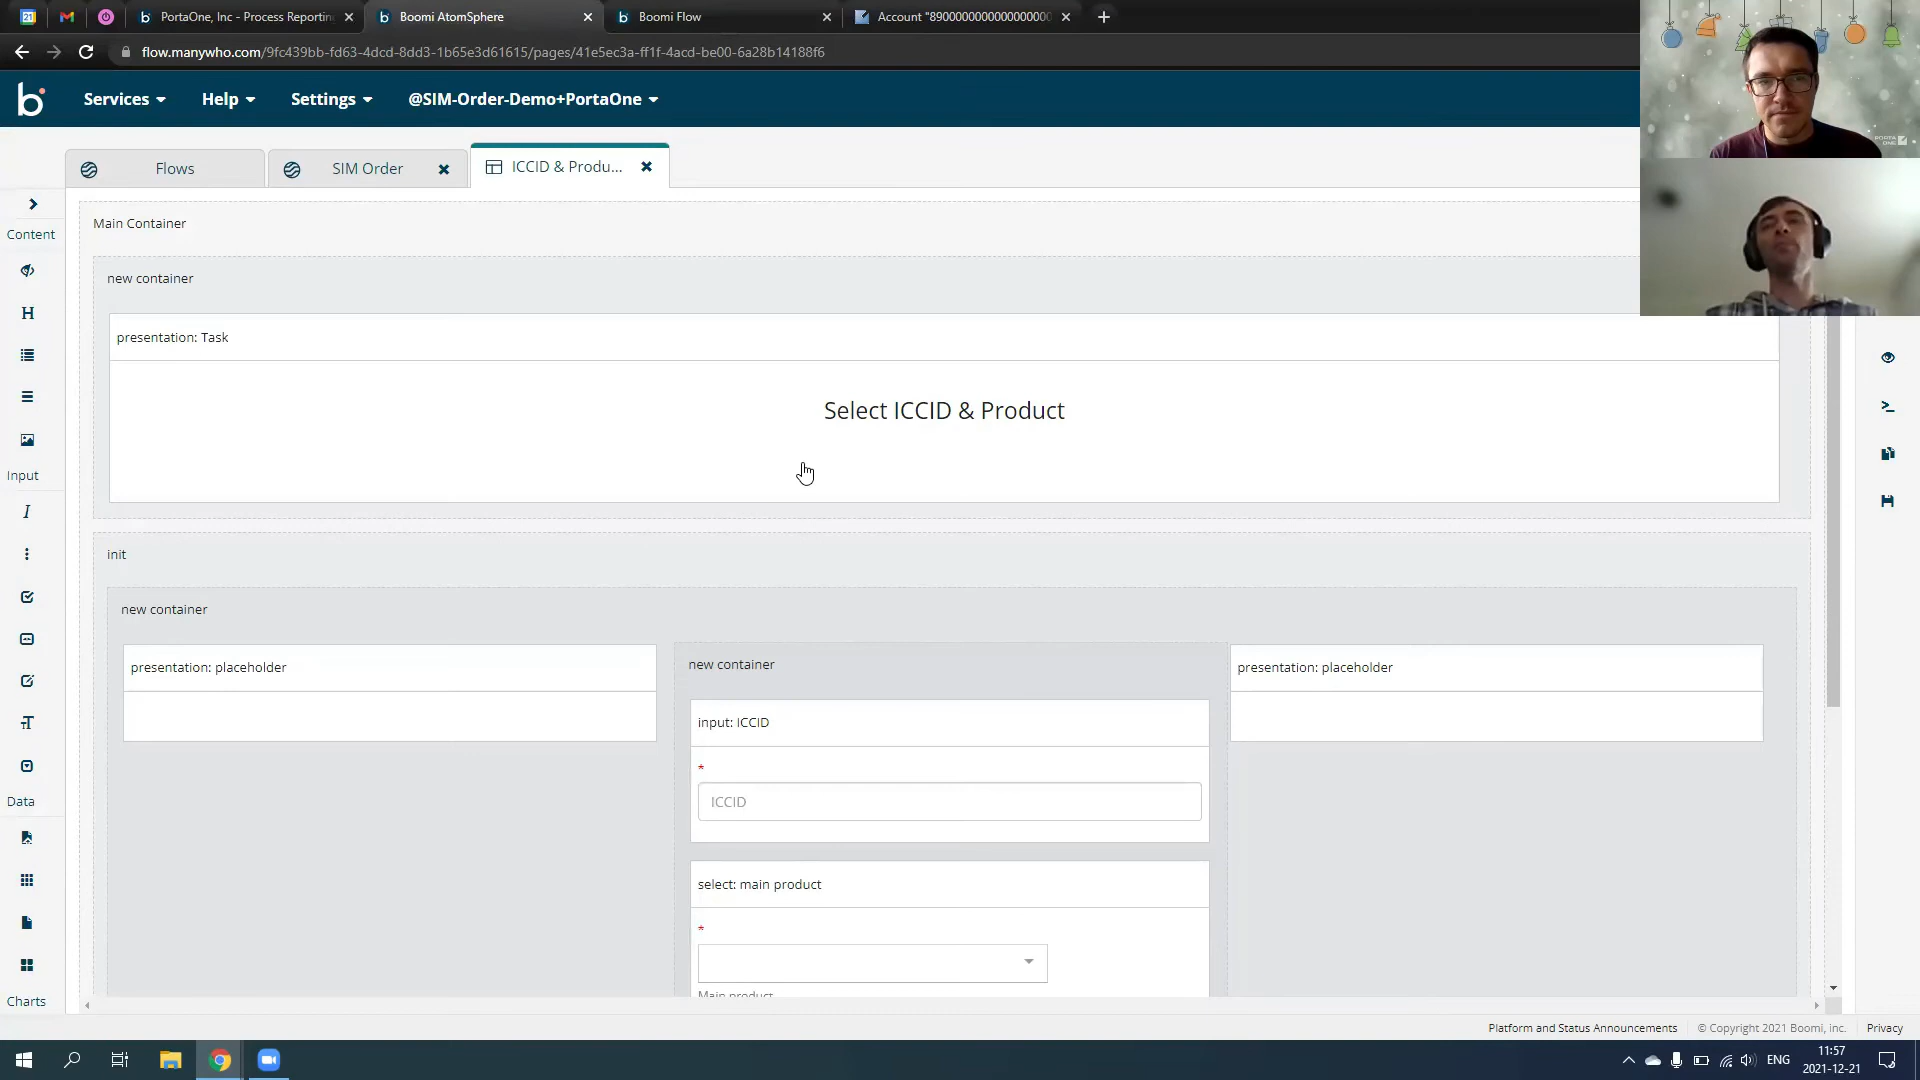 PortaOne, Inc - Process Reportin
Boomi AtomSphere
Boomi Flow
Account "89000000000000000
flow.manywho.com/9fc439bb-fd63-4dcd-8dd3-1b65e3d61615/pages/41e5ec3a-ff1f-4acd-be00-6a28b14188f6
Services
Help
Settings
@SIM-Order-Demo+PortaOne
Flows
SIM Order
ICCID & Produ...
Content
Main Container
new container
presentation: Task
Select ICCID & Product
Input
init
new container
presentation: placeholder
new container
presentation: placeholder
input: ICCID
*
ICCID
Data
select: main product
*
Main product
Charts
Platform and Status Announcements
© Copyright 2021 Boomi, inc.
Privacy
ENG
11:57
2021-12-21